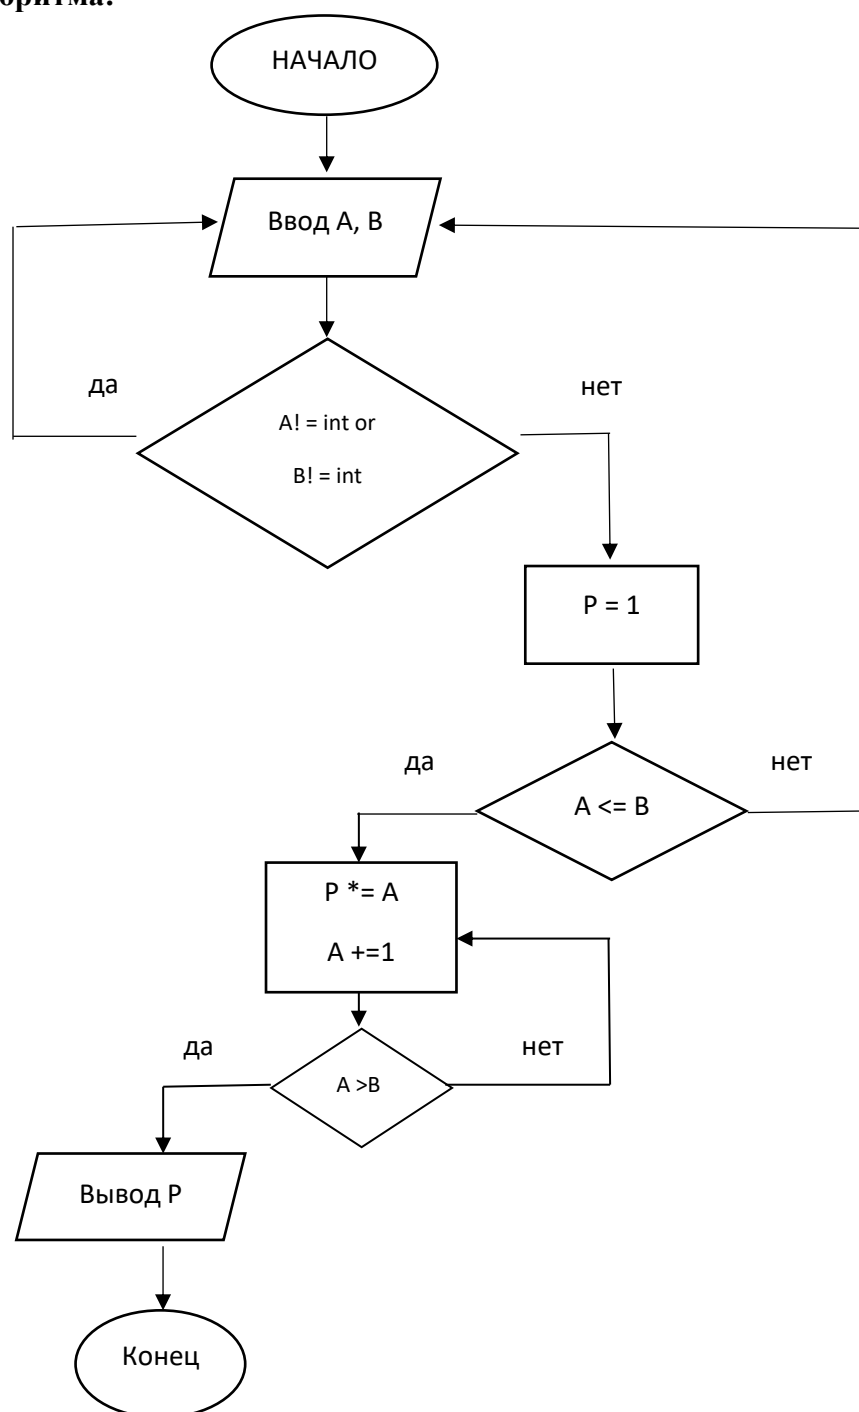 оритма:
НАЧАЛО
Ввод A, B
да
нет
A! = int or
B! = int
P = 1
да
нет
A <= B
P *= A
A +=1
да
нет
A >B
Вывод P
Конец